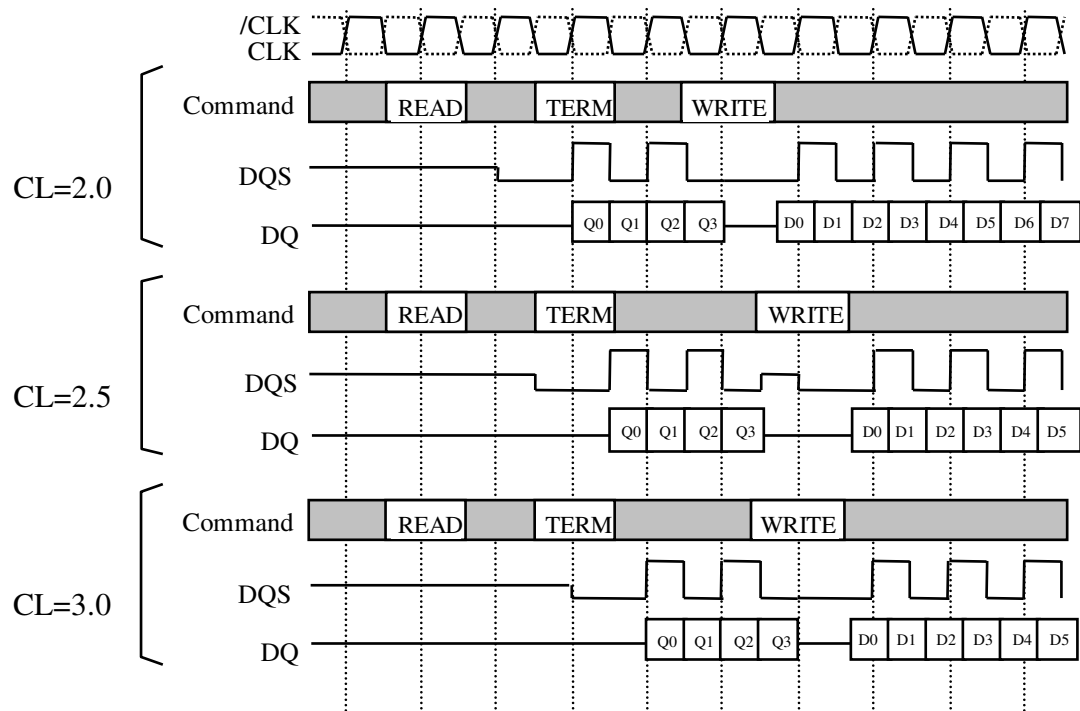 /CLK
CLK
Command READ TERM WRITE
CL=2.0
DQS
DQ Q0 Q1 Q2 Q3 D0 D1 D2 D3 D4 D5 D6 D7
Command READ TERM WRITE
CL=2.5
DQS
DQ Q0 Q1 Q2 Q3 D0 D1 D2 D3 D4 D5
Command READ TERM WRITE
CL=3.0
DQS
DQ Q0 Q1 Q2 Q3 D0 D1 D2 D3 D4 D5